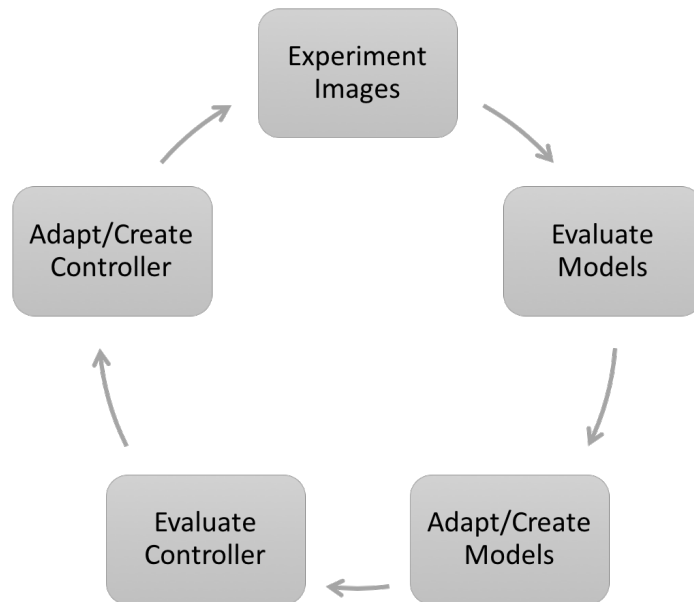 Experiment
Images
Evaluate
Models
Adapt/Create
Models
Evaluate
Controller
Adapt/Create
Controller